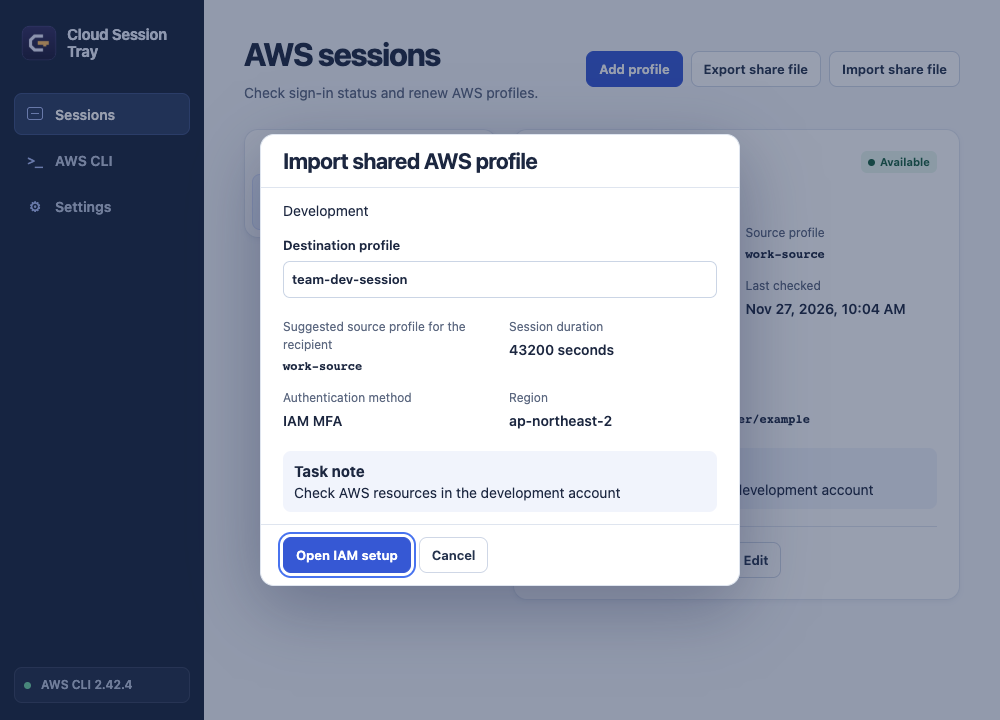 Cloud Session
Tray
Sessions
>_ AWS CLI
Settings
AWS CLI 2.42.4
AWS sessions
Check sign-in status and renew AWS profiles.
Add profile
Export share file
Import share file
Available
Source profile
work-source
Last checked
Nov 27, 2026, 10:04 AM
er/example
development account
Edit
Import shared AWS profile
Development
Destination profile
team-dev-session
Suggested source profile for the
recipient
work-source
Session duration
43200 seconds
Authentication method
IAM MFA
Region
ap-northeast-2
Task note
Check AWS resources in the development account
Open IAM setup
Cancel